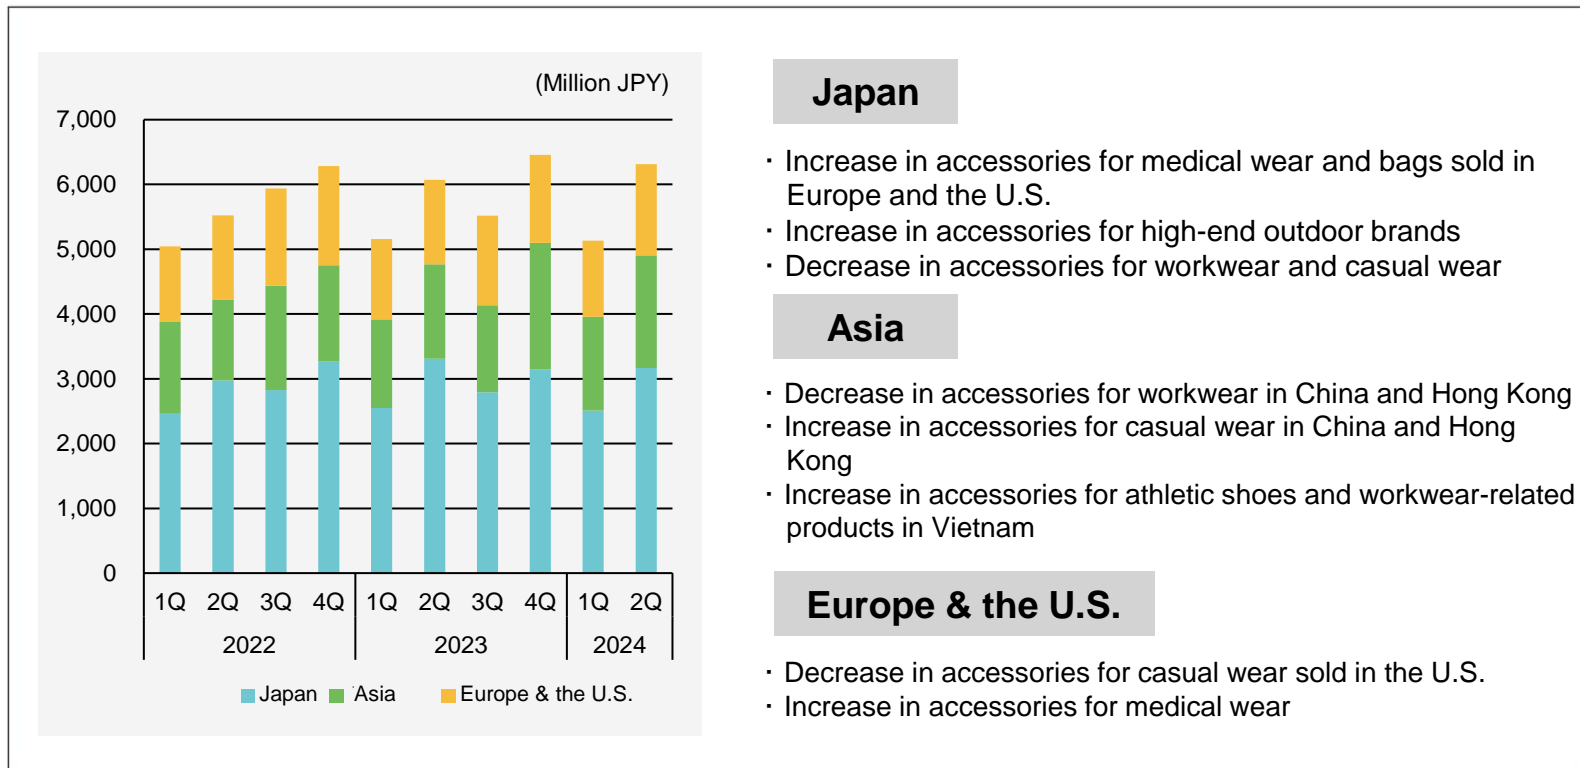 (Million JPY)
7,000
6,000
5,000
4,000
3,000
2,000
1,000
0
1Q 2Q 3Q 4Q 1Q 2Q 3Q 4Q 1Q 2Q
2022 2023 2024
Japan Asia Europe & the U.S.
Japan
・Increase in accessories for medical wear and bags sold in
Europe and the U.S.
・Increase in accessories for high-end outdoor brands
・Decrease in accessories for workwear and casual wear
Asia
・Decrease in accessories for workwear in China and Hong Kong
・Increase in accessories for casual wear in China and Hong
Kong
・Increase in accessories for athletic shoes and workwear-related
products in Vietnam
Europe & the U.S.
・Decrease in accessories for casual wear sold in the U.S.
・Increase in accessories for medical wear